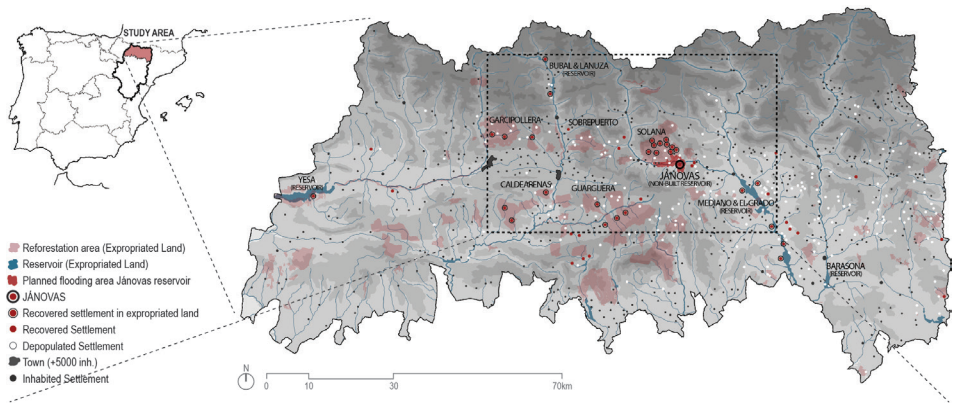 STUDY AREA
BUBAL & LANUZA
(RESERVOIR)
GARCIPOLLERA
SOBREPUERTO
SOLANA
JÁNOVAS
(NON-BUILT RESERVOIR)
YESA
(RESERVOIR)
CALDEARENAS
GUARGUERA
MEDIANO & EL GRADO
(RESERVOIR)
BARASONA
(RESERVOIR)
Reforestation area (Expropriated Land)
Reservoir (Expropriated Land)
Planned flooding area Jánovas reservoir
JÁNOVAS
Recovered settlement in expropriated land
Recovered Settlement
Depopulated Settlement
Town (+5000 inh.)
Inhabited Settlement
N
0 10 30 70km